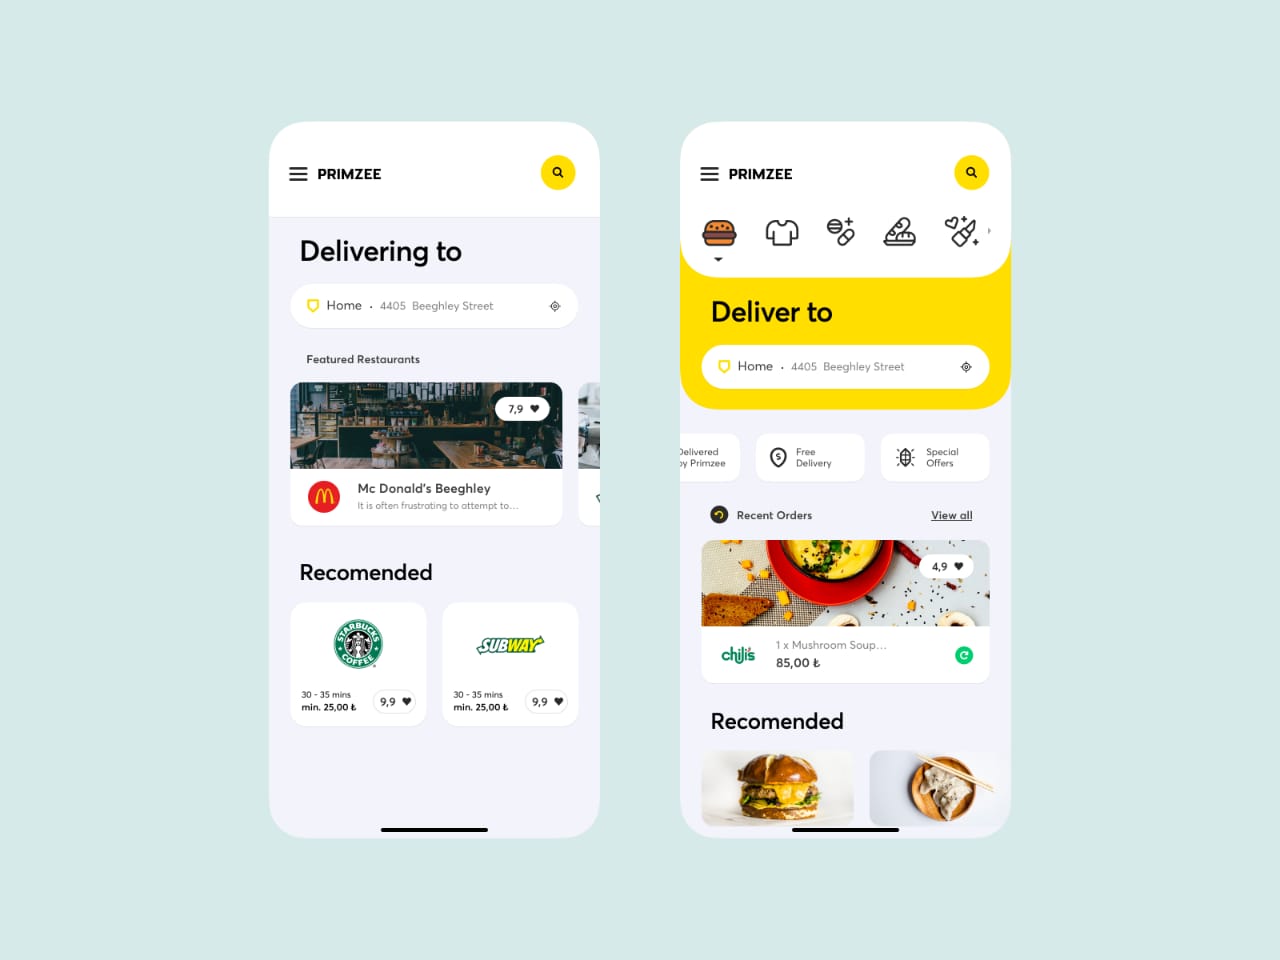 PRIMZEE
Delivering to
Home • 4405 Beeghley Street
Featured Restaurants
7,9
Mc Donald's Beeghley
It is often frustrating to attempt to...
Recomended
STARBUCKS
COFFEE
30 - 35 mins
min. 25,00 ₺
9,9
SUBWAY
30 - 35 mins
min. 25,00 ₺
9,9
PRIMZEE
Deliver to
Home • 4405 Beeghley Street
Delivered
by Primzee
Free
Delivery
Special
Offers
Recent Orders
View all
4,9
chili's
1 x Mushroom Soup...
85,00 ₺
Recomended